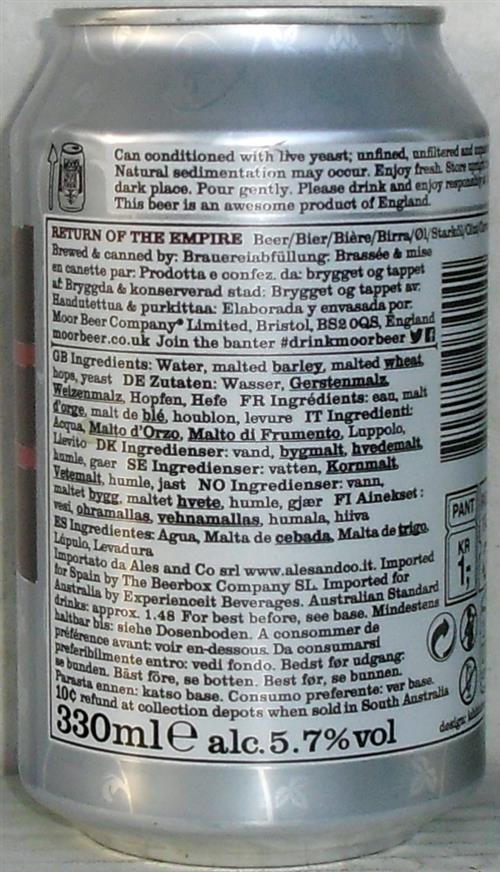 Can conditioned with live yeast; unfined, unfiltered and
Natural sedimentation may occur. Enjoy fresh. Store upright
dark place. Pour gently. Please drink and enjoy responsibly
This beer is an awesome product of England.
RETURN OF THE EMPIRE Beer/Bier/Bière/Birra/Øl/Starköl/
Brewed & canned by: Brauereiabfüllung: Brassée & mise
en canette par: Prodotta e confez. da: brygget og tappet
af: Bryggda & konserverad stad: Brygget og tappet av:
Handutettua & purkittaa: Elaborada y envasada por:
Moor Beer Company® Limited, Bristol, BS2 0QS, England
moorbeer.co.uk Join the banter #drinkmoorbeer
GB Ingredients: Water, malted barley, malted wheat,
hops, yeast DE Zutaten: Wasser, Gerstenmalz,
Weizenmalz, Hopfen, Hefe FR Ingrédients: eau, malt
d'orge, malt de blé, houblon, levure IT Ingredienti:
Acqua, Malto d'Orzo, Malto di Frumento, Luppolo,
Lievito DK Ingredienser: vand, bygmalt, hvedemalt,
humle, gær SE Ingredienser: vatten, Kornmalt,
Vetemalt, humle, jäst NO Ingredienser: vann,
maltet bygg, maltet hvete, humle, gjær FI Ainekset:
vesi, ohramallas, vehnamallas, humala, hiiva
ES Ingredientes: Agua, Malta de cebada, Malta de trigo,
Lúpulo, Levadura
Importato da Ales and Co srl www.alesandco.it. Imported
for Spain by The Beerbox Company SL. Imported for
Australia by Experienceit Beverages. Australian Standard
drinks: approx. 1.48 For best before, see base. Mindestens
haltbar bis: siehe Dosenboden. A consommer de
préférence avant: voir en-dessous. Da consumarsi
preferibilmente entro: vedi fondo. Bedst før udgang:
se bunden. Bäst före, se botten. Best før, se bunnen.
Parasta ennen: katso base. Consumo preferente: ver base.
10¢ refund at collection depots when sold in South Australia
330ml e alc. 5.7% vol
PANT
KR
1,-
design: